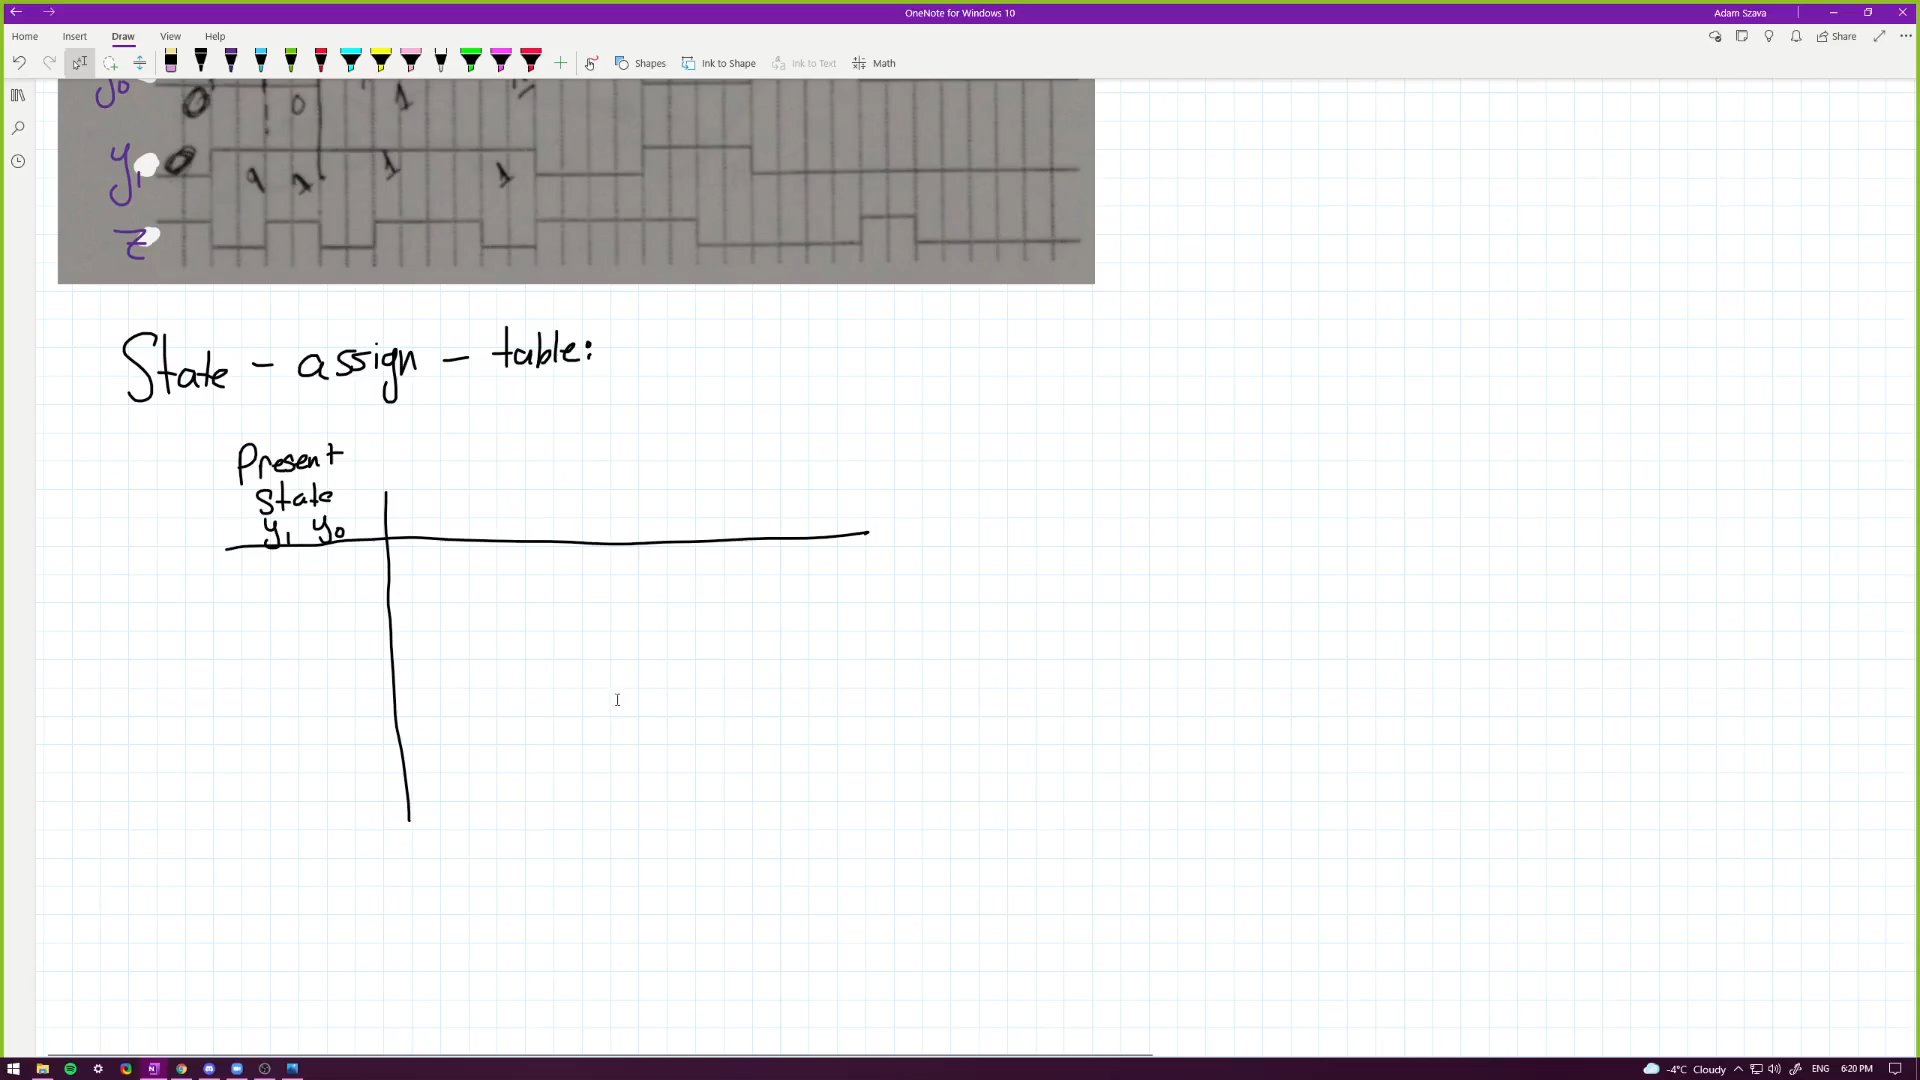 OneNote for Windows 10
Adam Szava
Home Insert Draw View Help
Share
Shapes Ink to Shape Ink to Text Math
y0
0 0 1
y1 0 1 1 1
z
State - assign - table:
Present
State
y1 y0
-4°C Cloudy ENG 6:20 PM